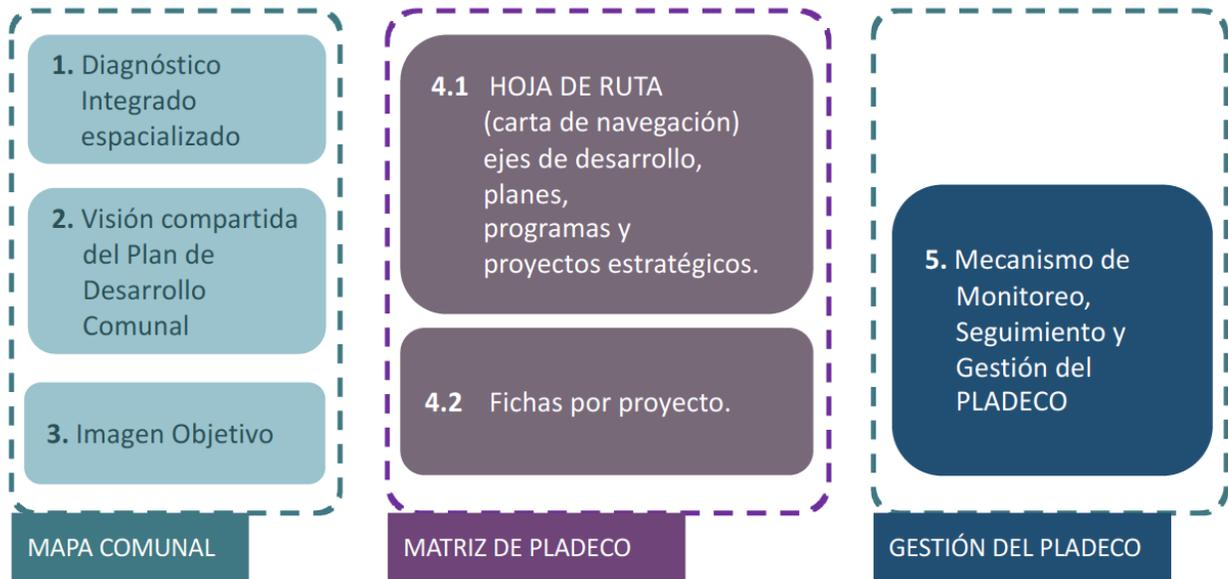 1. Diagnóstico
Integrado
espacializado
2. Visión compartida
del Plan de
Desarrollo
Comunal
3. Imagen Objetivo
MAPA COMUNAL
4.1 HOJA DE RUTA
(carta de navegación)
ejes de desarrollo,
planes,
programas y
proyectos estratégicos.
4.2 Fichas por proyecto.
MATRIZ DE PLADECO
5. Mecanismo de
Monitoreo,
Seguimiento y
Gestión del
PLADECO
GESTIÓN DEL PLADECO